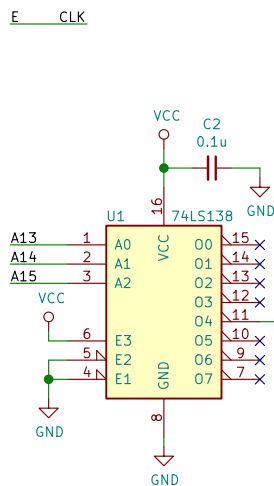 E CLK
VCC
C2
0.1u
GND
U1 74LS138
16
VCC
A13 1 A0 O0 15
A14 2 A1 O1 14
A15 3 A2 O2 13
O3 12
VCC
O4 11
6 E3 O5 10
5 E2 O6 9
4 E1 O7 7
GND
8
GND
GND